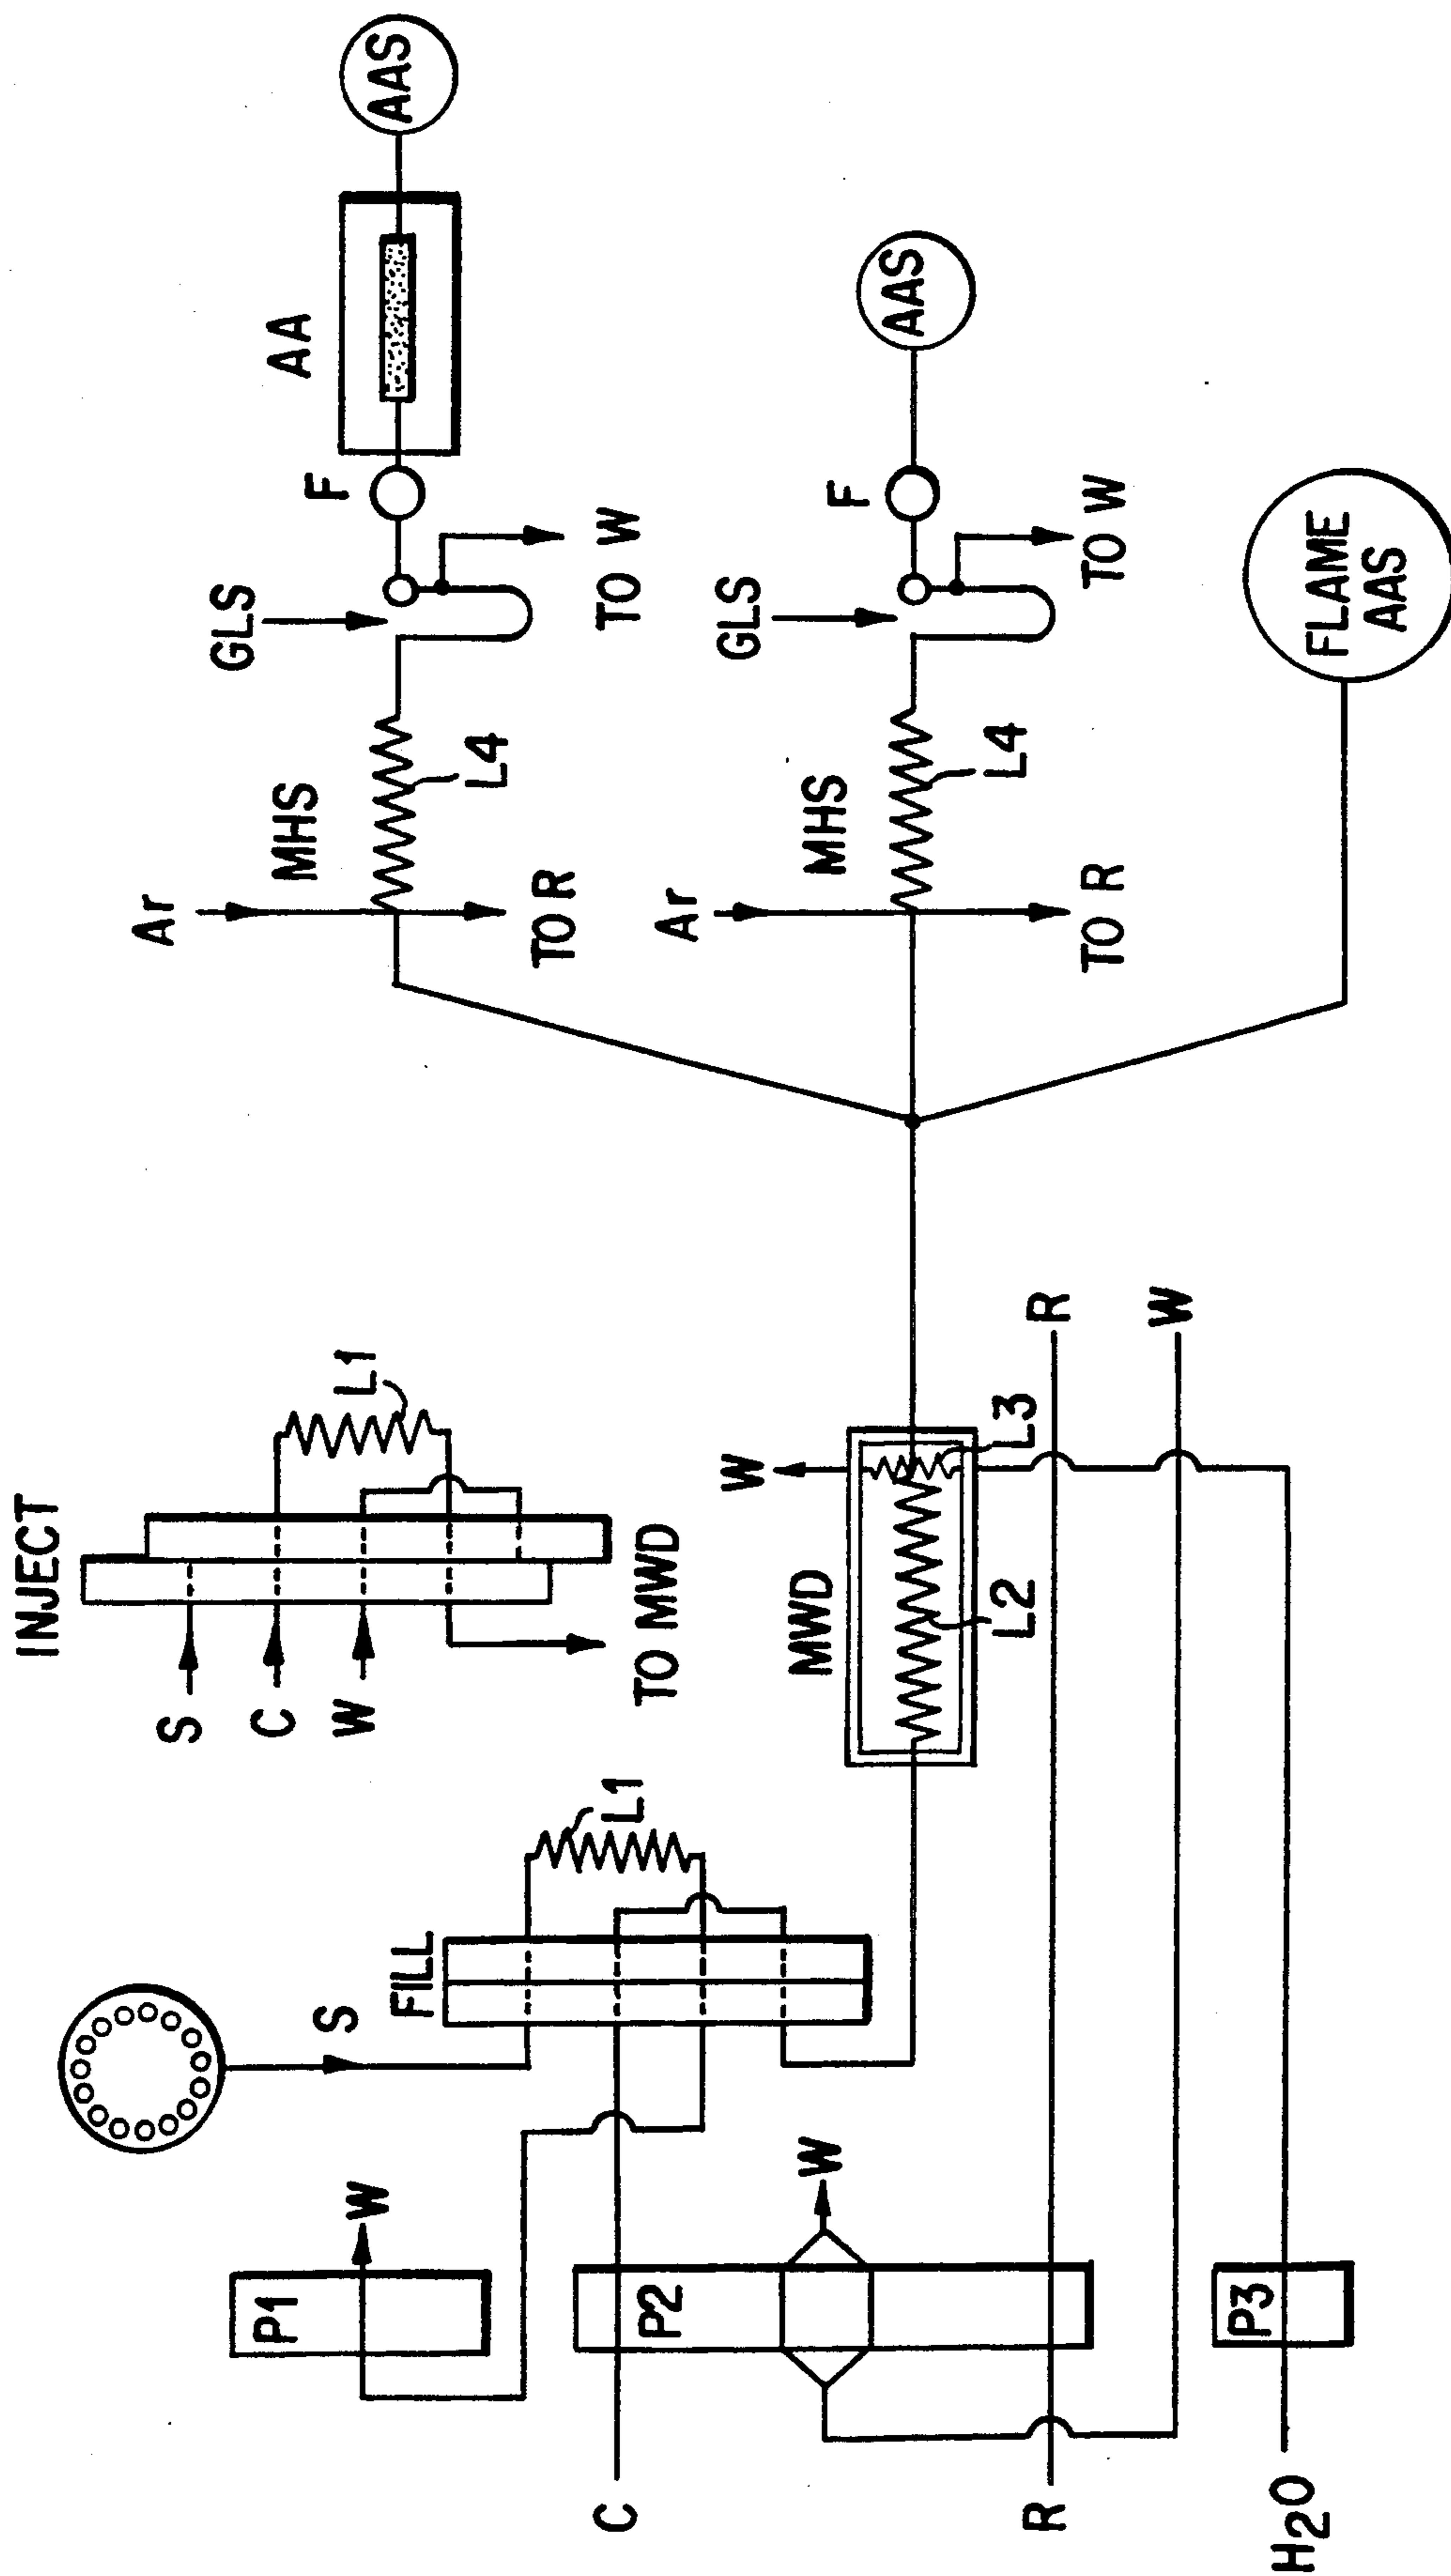 INJECT
Ar
S
GLS
C
P1
AA
MHS
F
S
W
L1
W
AAS
FILL
L4
TO R
C
TO W
L1
TO MWD
P2
Ar
GLS
W
MWD
W
MHS
F
AAS
L4
L2
L3
R
R
TO R
TO W
W
P3
H₂O
FLAME
AAS